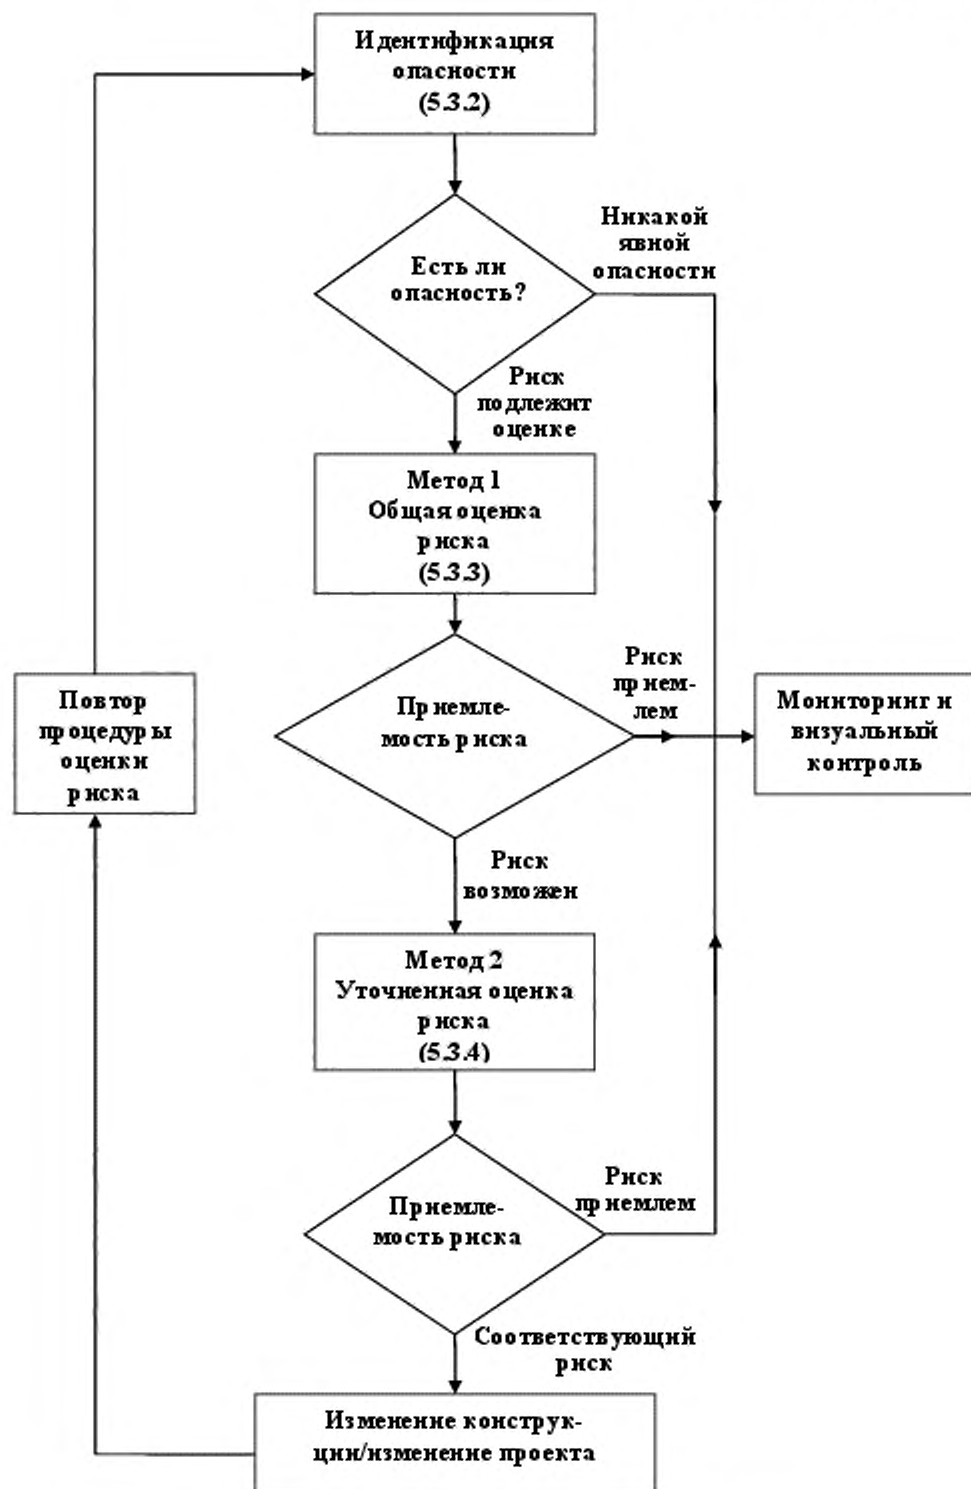 Идентификация
опасности
(5.3.2)
Никакой
явной
опасности
Есть ли
опасность?
Риск
подлежит
оценке
Метод 1
Общая оценка
риска
(5.3.3)
Риск
прием-
лем
Приемле-
мость риска
Мониторинг и
визуальный
контроль
Повтор
процедуры
оценки
риска
Риск
возможен
Метод 2
Уточненная оценка
риска
(5.3.4)
Риск
приемлем
Приемле-
мость риска
Соответствующий
риск
Изменение конструк-
ции/изменение проекта